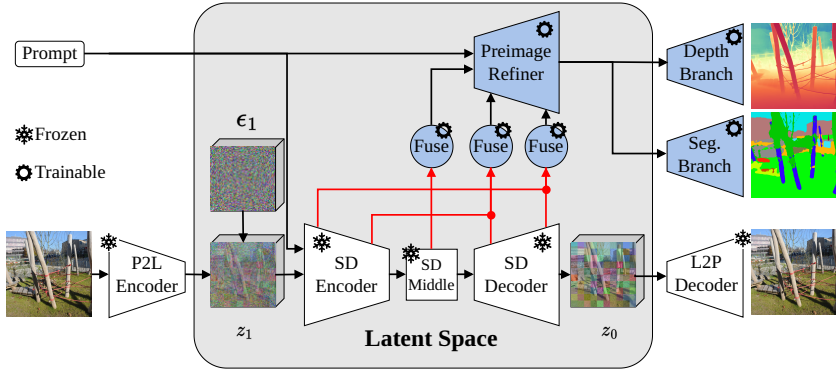 Prompt
Preimage
Refiner
Depth
Branch
ϵ₁
Frozen
Trainable
Fuse
Fuse
Fuse
Seg.
Branch
P2L
Encoder
SD
Encoder
SD
Middle
SD
Decoder
L2P
Decoder
z₁
z₀
Latent Space